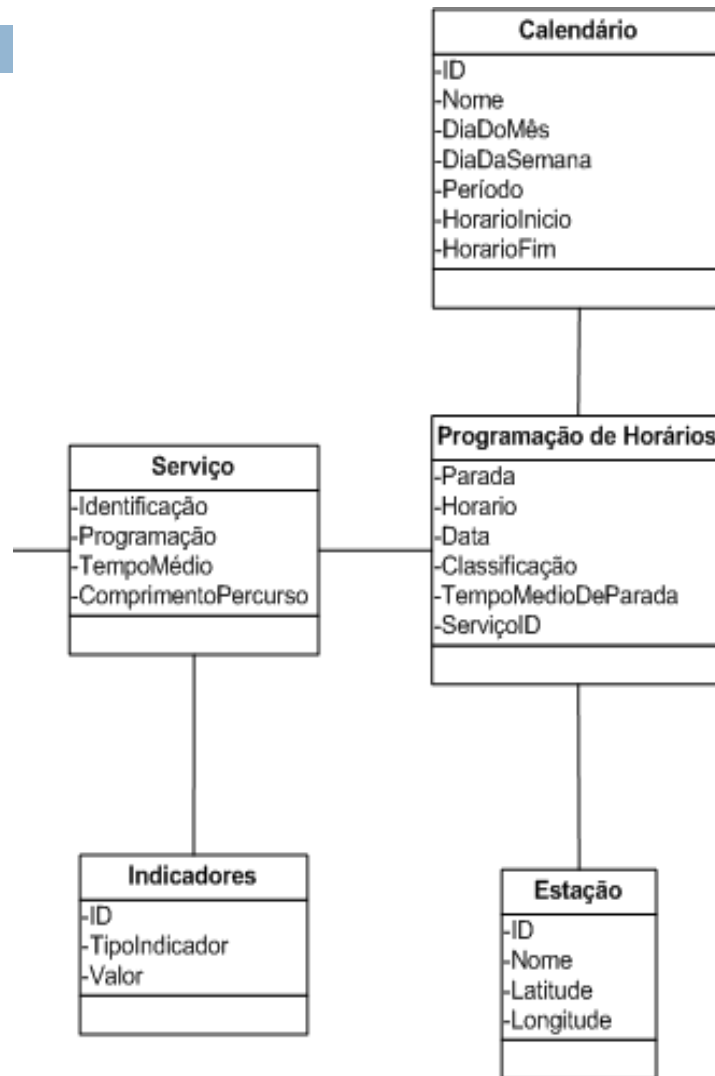 Calendário
-ID
-Nome
-DiaDoMês
-DiaDaSemana
-Período
-HorarioInicio
-HorarioFim
Programação de Horários
-Parada
-Horario
-Data
-Classificação
-TempoMedioDeParada
-ServiçoID
Serviço
-Identificação
-Programação
-TempoMédio
-ComprimentoPercurso
Indicadores
-ID
-TipoIndicador
-Valor
Estação
-ID
-Nome
-Latitude
-Longitude